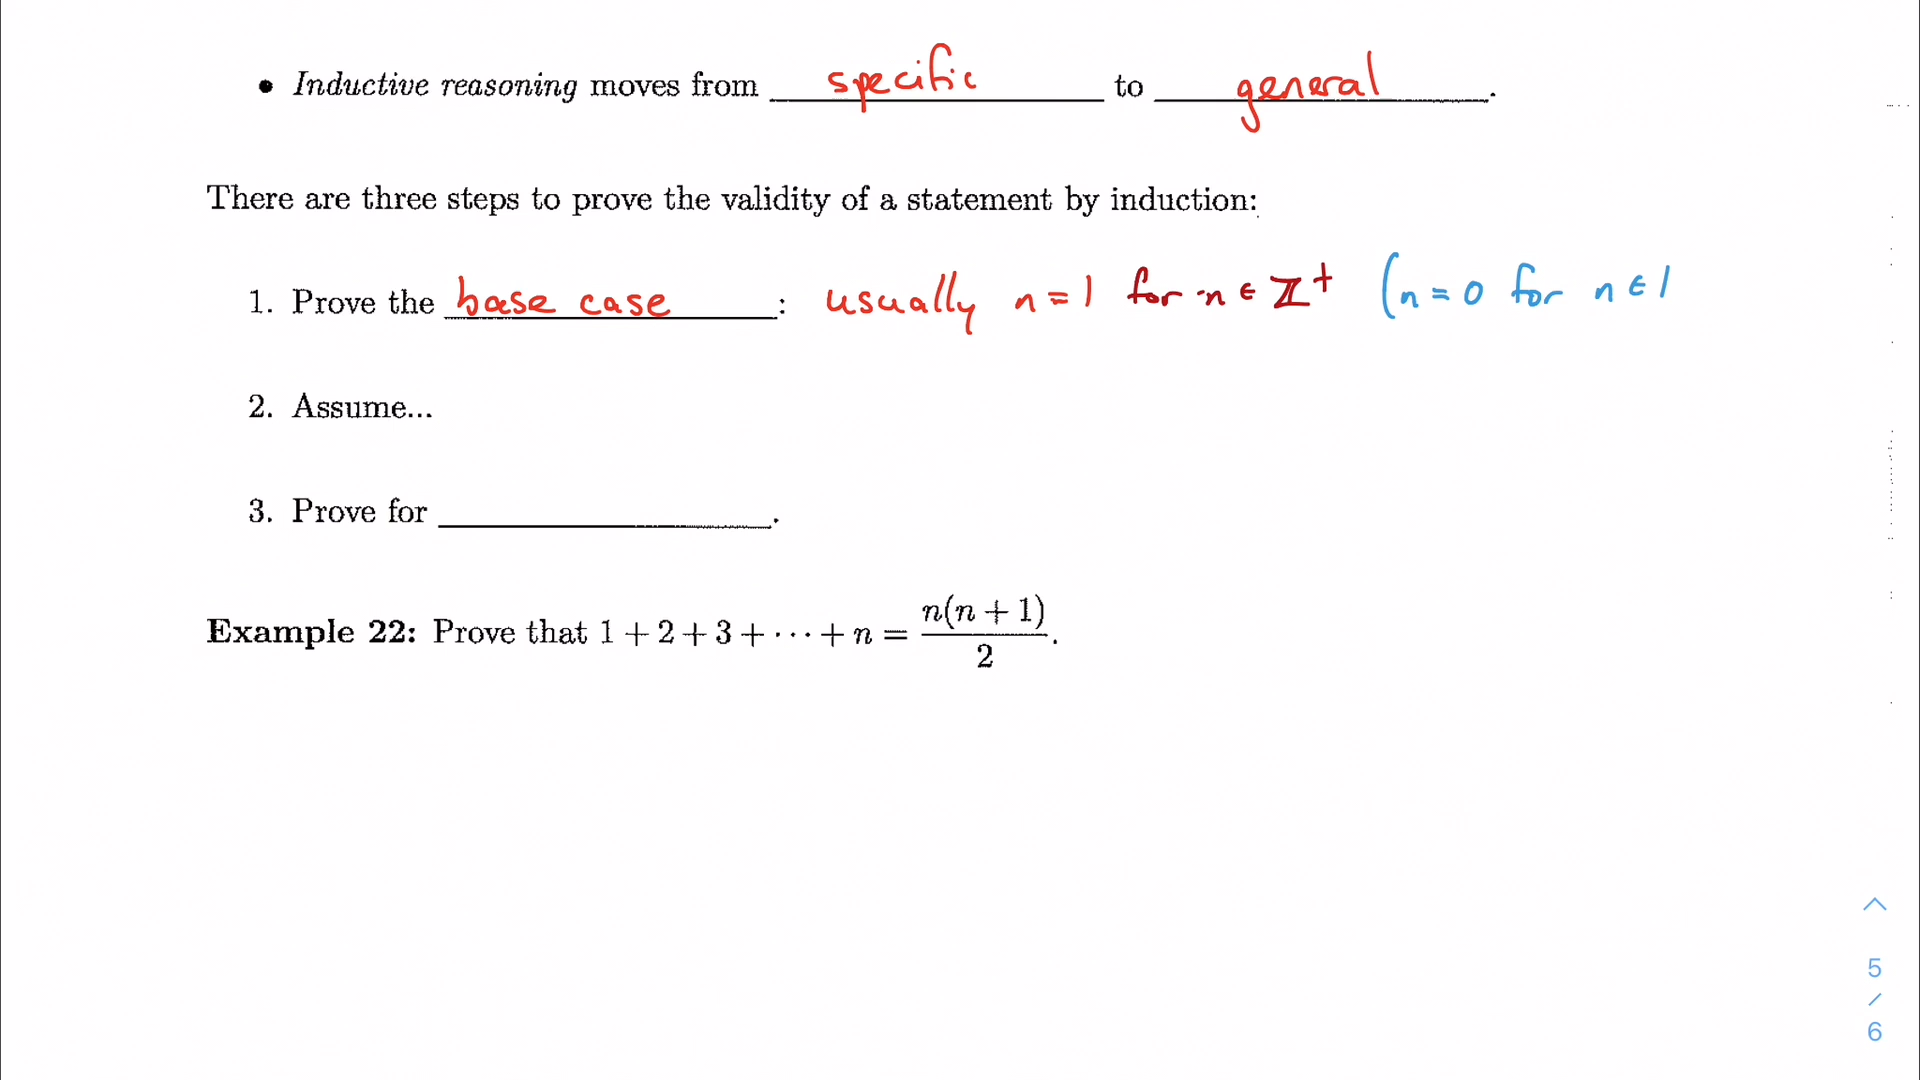 • Inductive reasoning moves from specific to general.
There are three steps to prove the validity of a statement by induction:
1. Prove the base case: usually n = 1 for n ∈ ℤ⁺ (n = 0 for n ∈
2. Assume...
3. Prove for ____________.
Example 22: Prove that 1 + 2 + 3 + ⋯ + n = n(n + 1)/2.
5
/
6